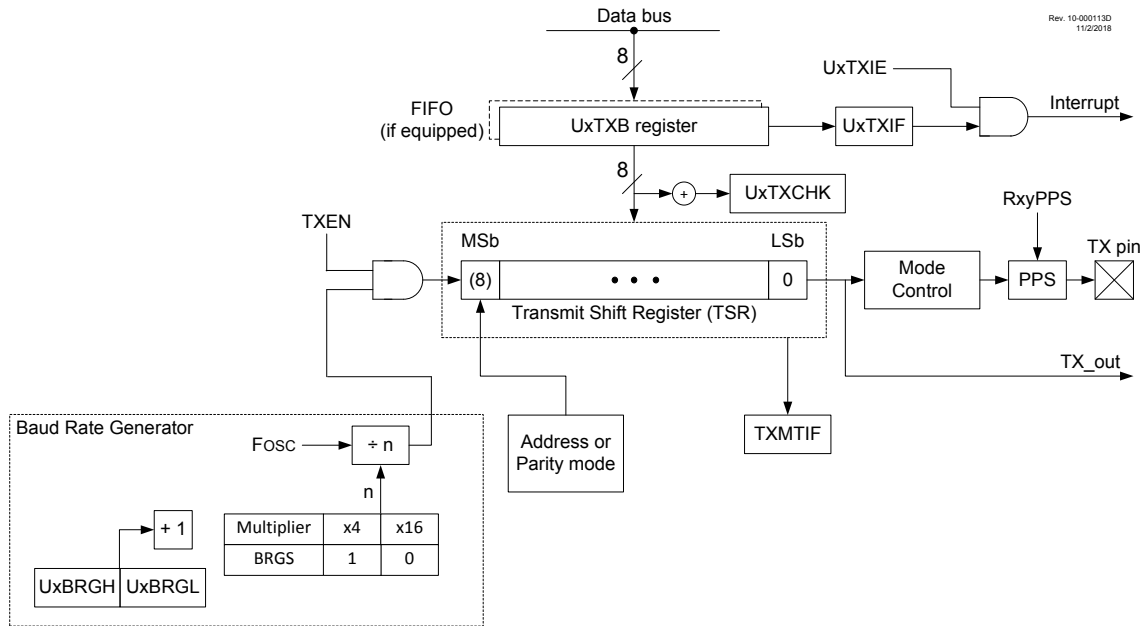 Data bus
Rev. 10-000113D
11/2/2018
8
UxTXIE
FIFO
(if equipped)
UxTXB register
UxTXIF
Interrupt
8
+
UxTXCHK
TXEN
RxyPPS
MSb
LSb
TX pin
(8)
• • •
0
Mode
Control
PPS
Transmit Shift Register (TSR)
TX_out
Baud Rate Generator
FOSC
÷ n
Address or
Parity mode
TXMTIF
n
+ 1
Multiplier x4 x16
BRGS 1 0
UxBRGH UxBRGL